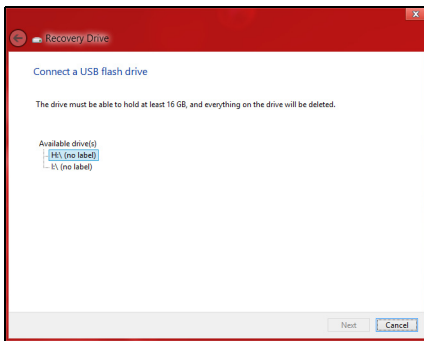 Recovery Drive
Connect a USB flash drive
The drive must be able to hold at least 16 GB, and everything on the drive will be deleted.
Available drive(s)
H:\ (no label)
I:\ (no label)
Next
Cancel